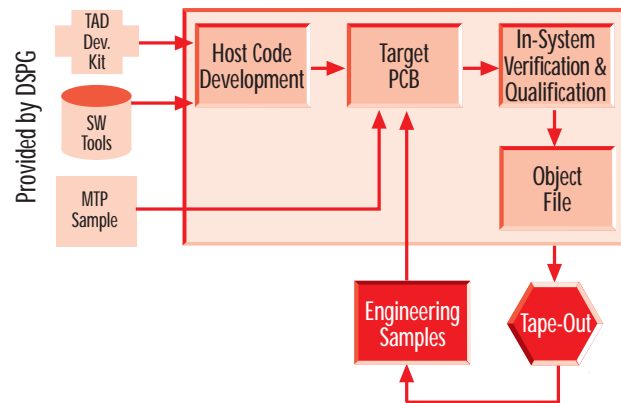 Provided by DSPG
TAD
Dev.
Kit
SW
Tools
MTP
Sample
Host Code
Development
Target
PCB
In-System
Verification &
Qualification
Object
File
Engineering
Samples
Tape-Out